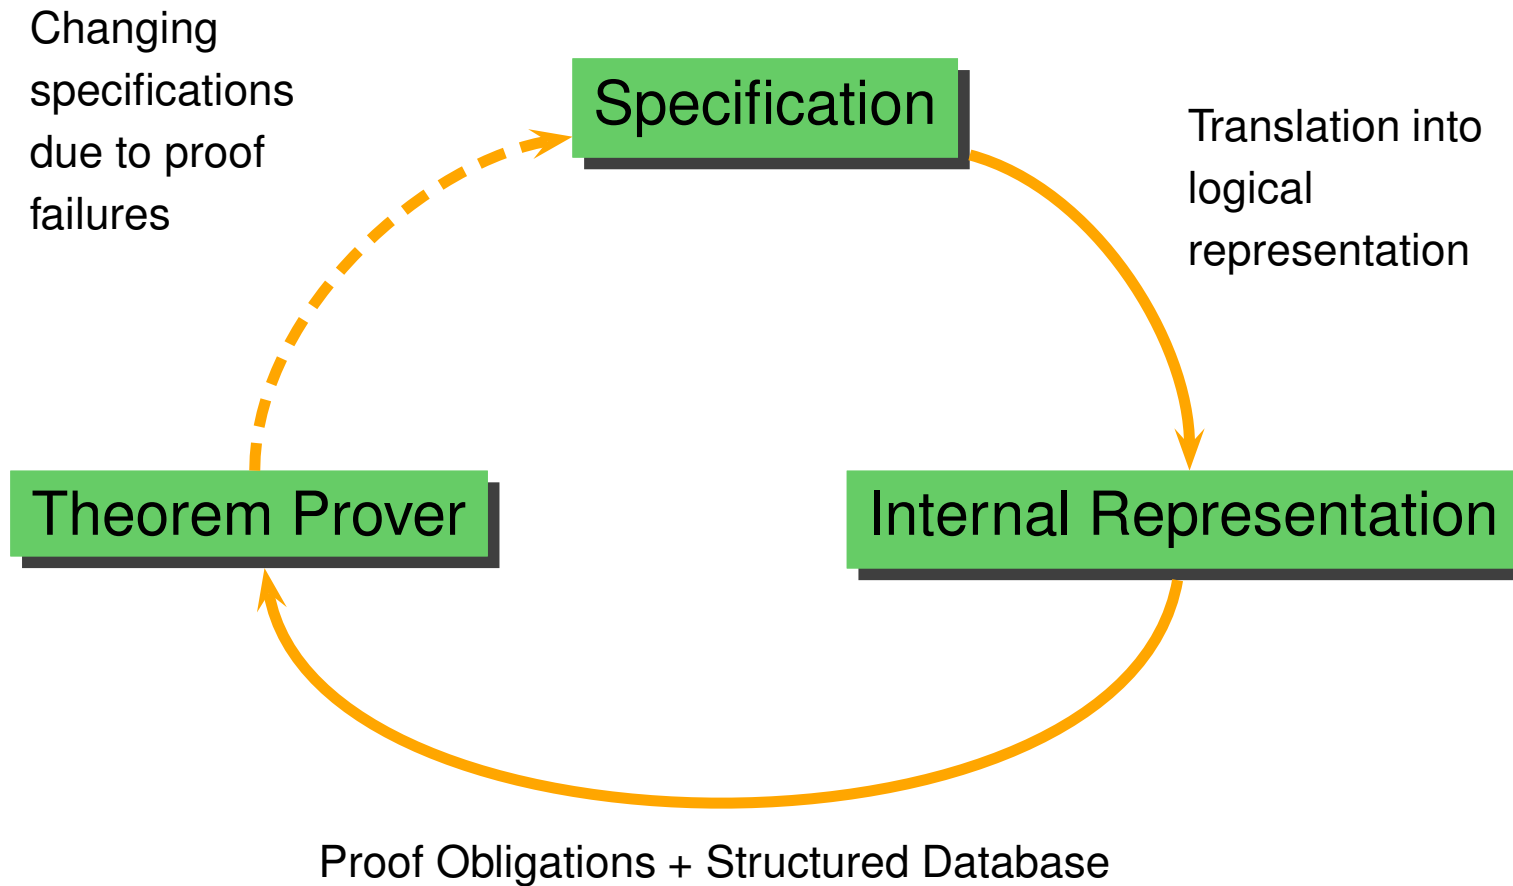 Changing
specifications
due to proof
failures
Specification
Translation into
logical
representation
Theorem Prover
Internal Representation
Proof Obligations + Structured Database